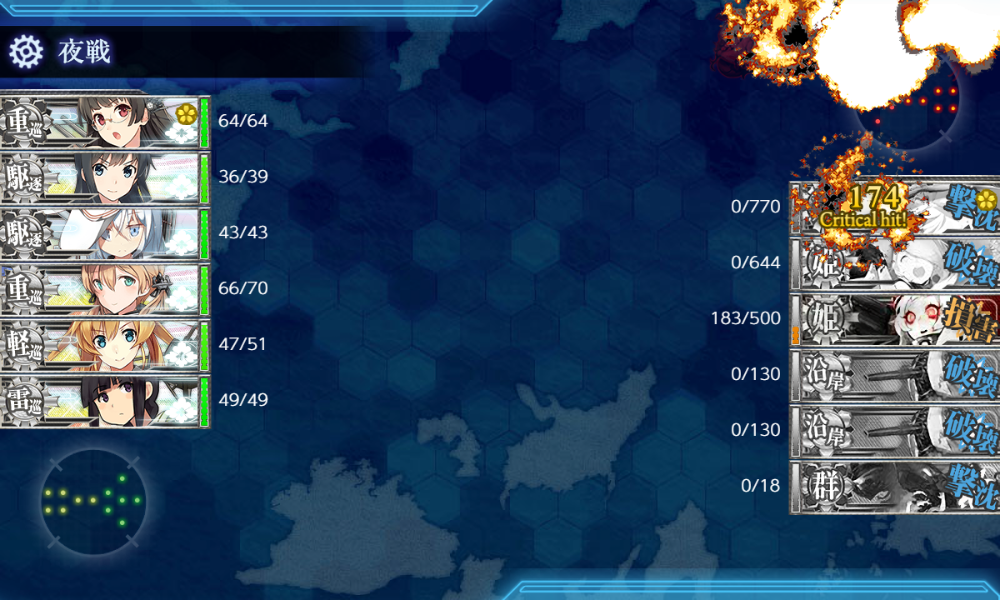 夜戦
重巡
64/64
駆逐
36/39
駆逐
43/43
重巡
66/70
軽巡
47/51
雷巡
49/49
0/770
174
Critical hit!
撃沈
0/644
姫
破壊
183/500
姫
損害
0/130
沿岸
破壊
0/130
沿岸
破壊
0/18
群
撃沈